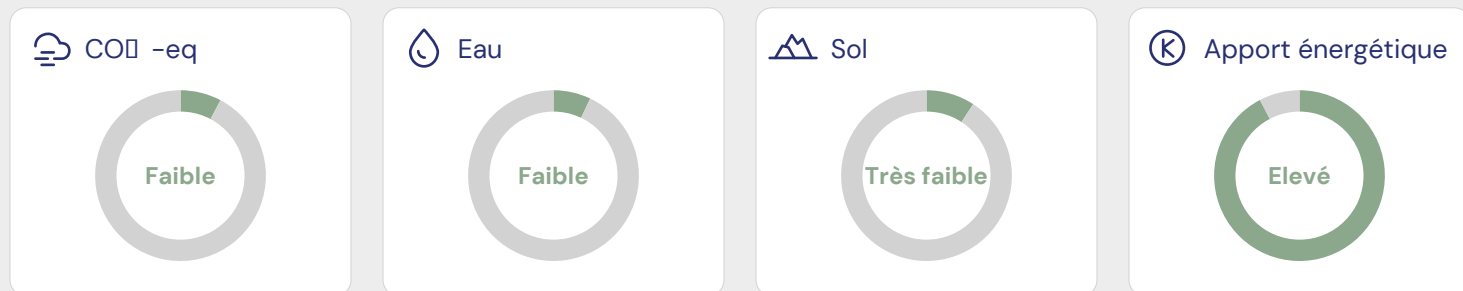 CO▯ -eq
Eau
Sol
Apport énergétique
Faible
Faible
Très faible
Elevé